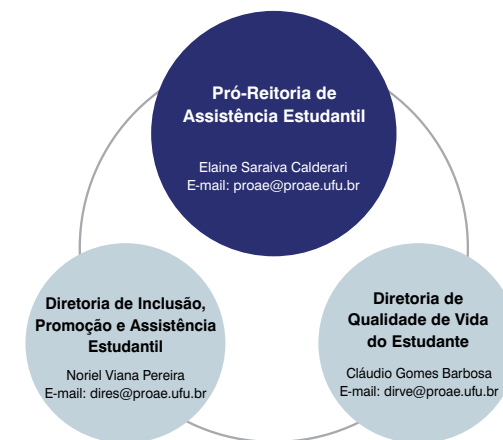 Pró-Reitoria de
Assistência Estudantil
Elaine Saraiva Calderari
E-mail: proae@proae.ufu.br
Diretoria de Inclusão,
Promoção e Assistência
Estudantil
Noriel Viana Pereira
E-mail: dires@proae.ufu.br
Diretoria de
Qualidade de Vida
do Estudante
Cláudio Gomes Barbosa
E-mail: dirve@proae.ufu.br